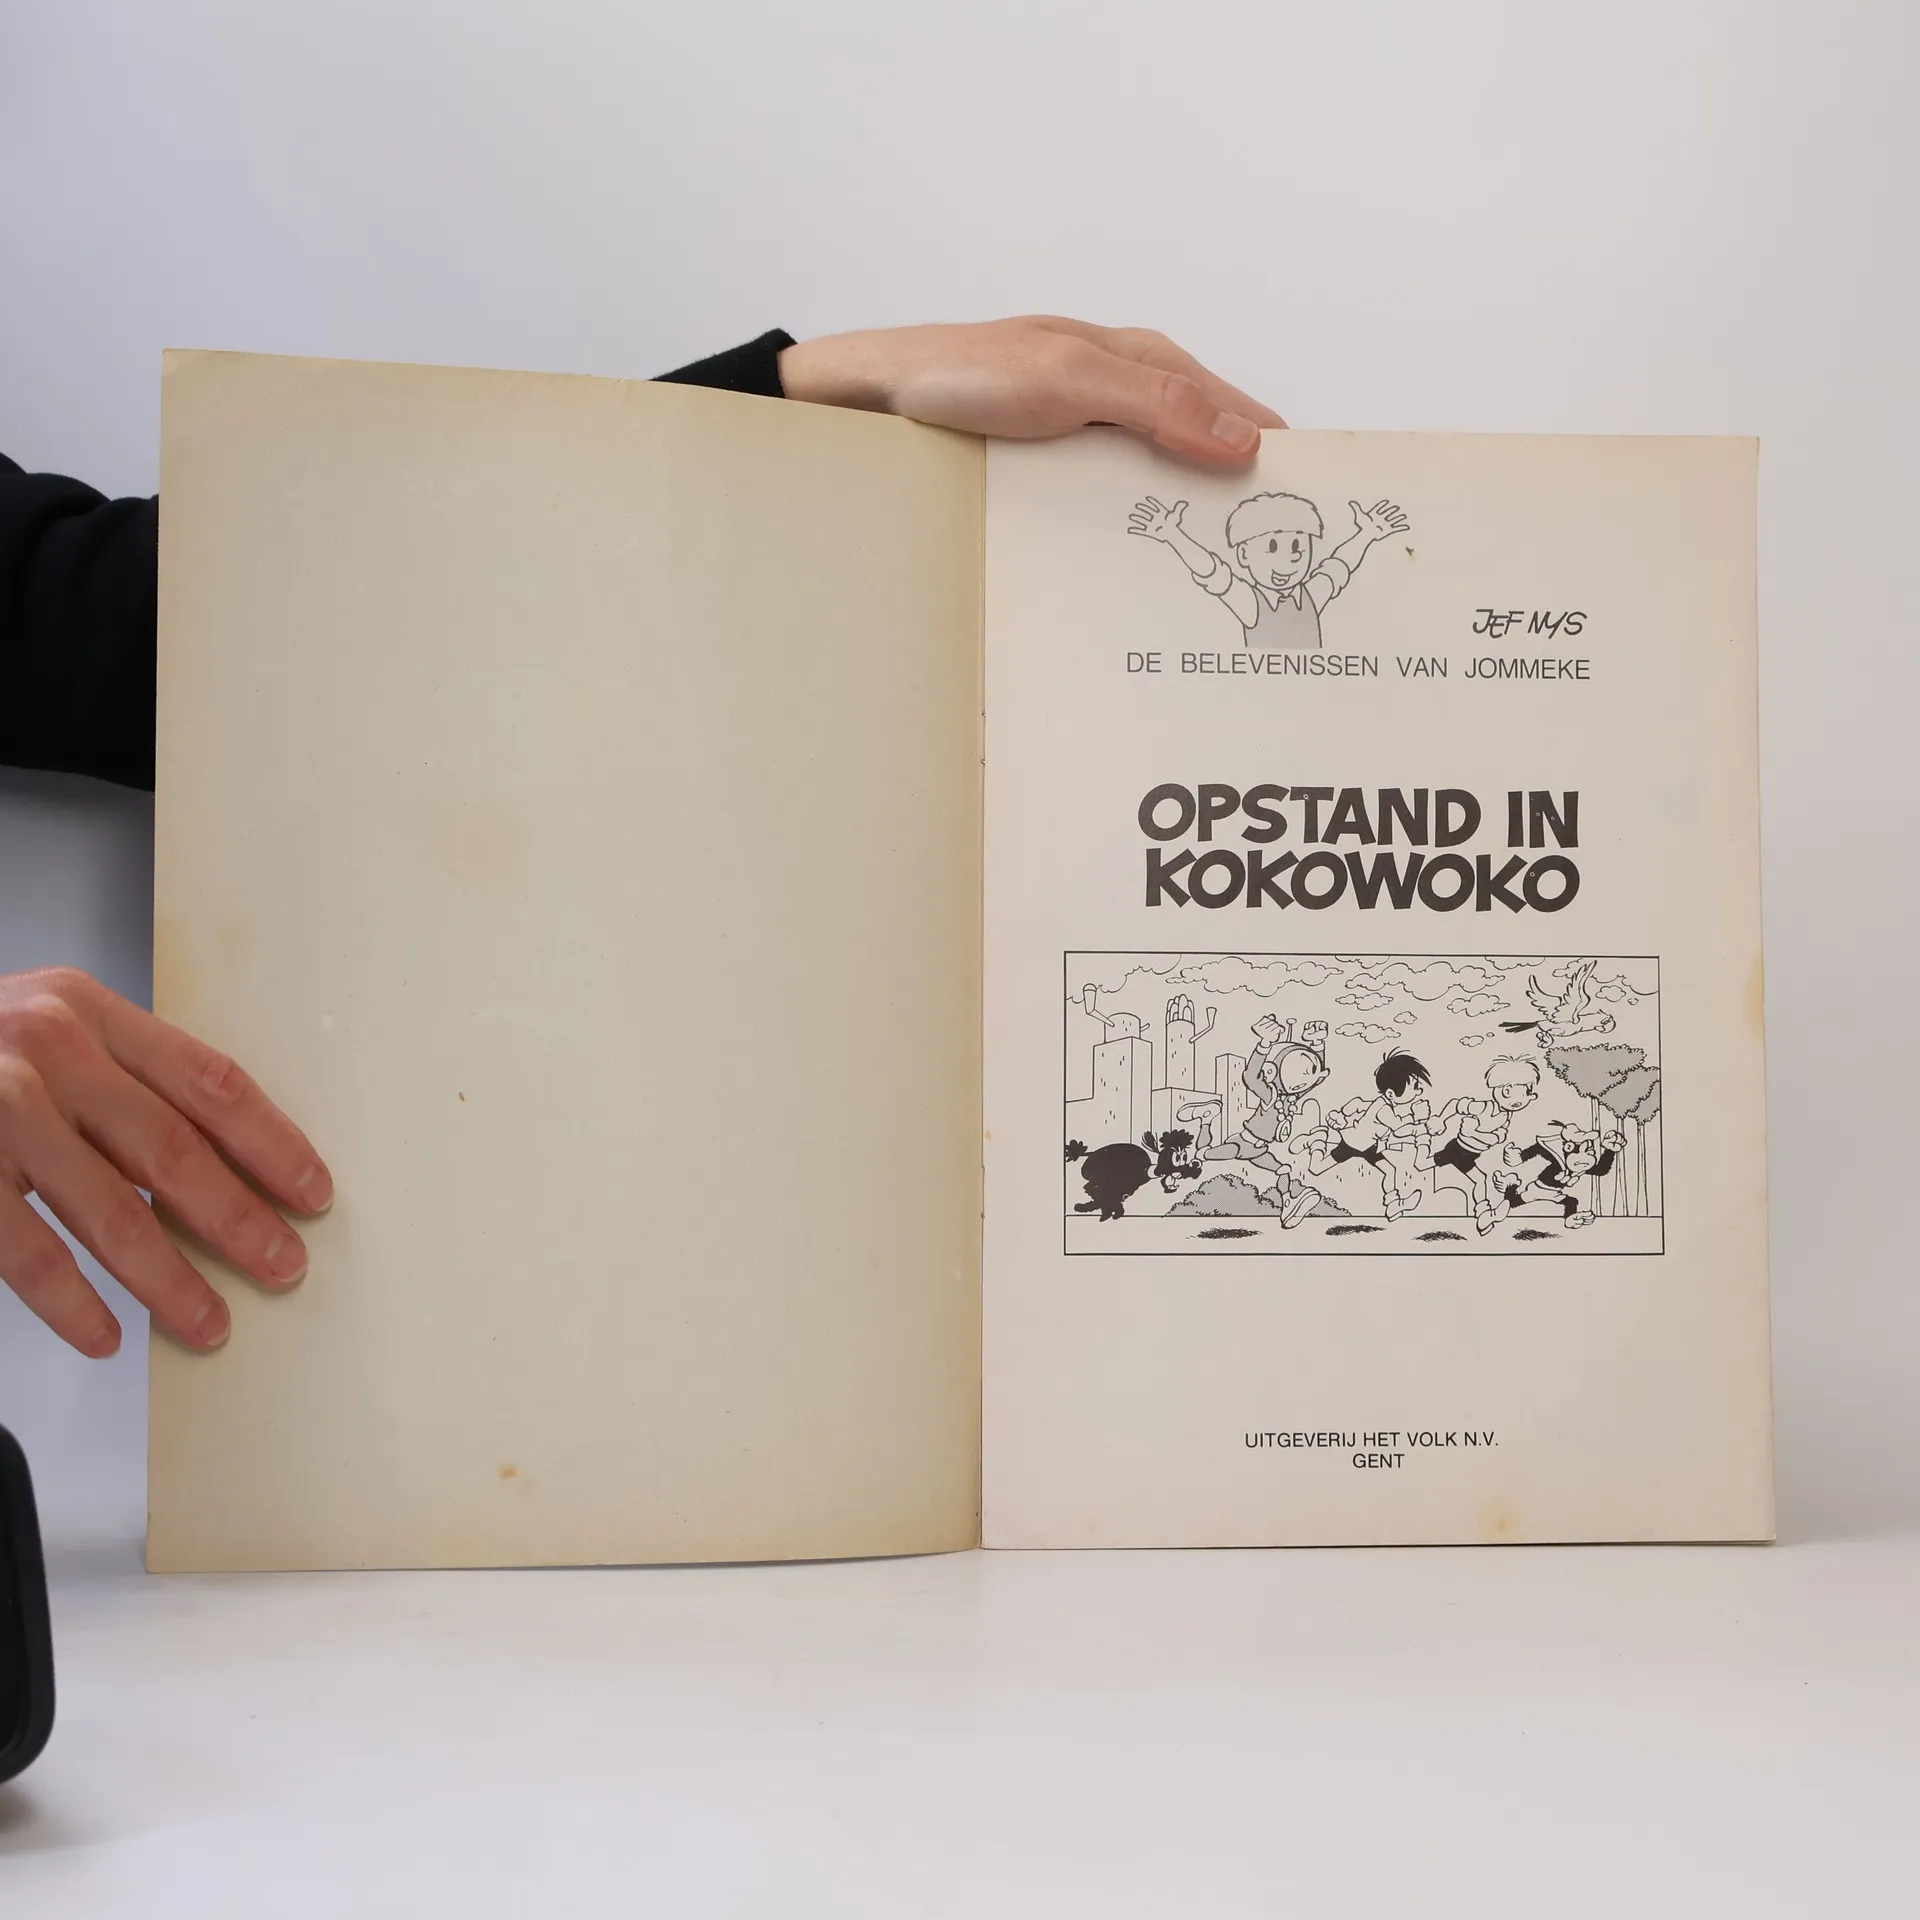 JEF NYS
DE BELEVENISSEN VAN JOMMEKE
OPSTAND IN
KOKOWOKO
UITGEVERIJ HET VOLK N.V.
GENT